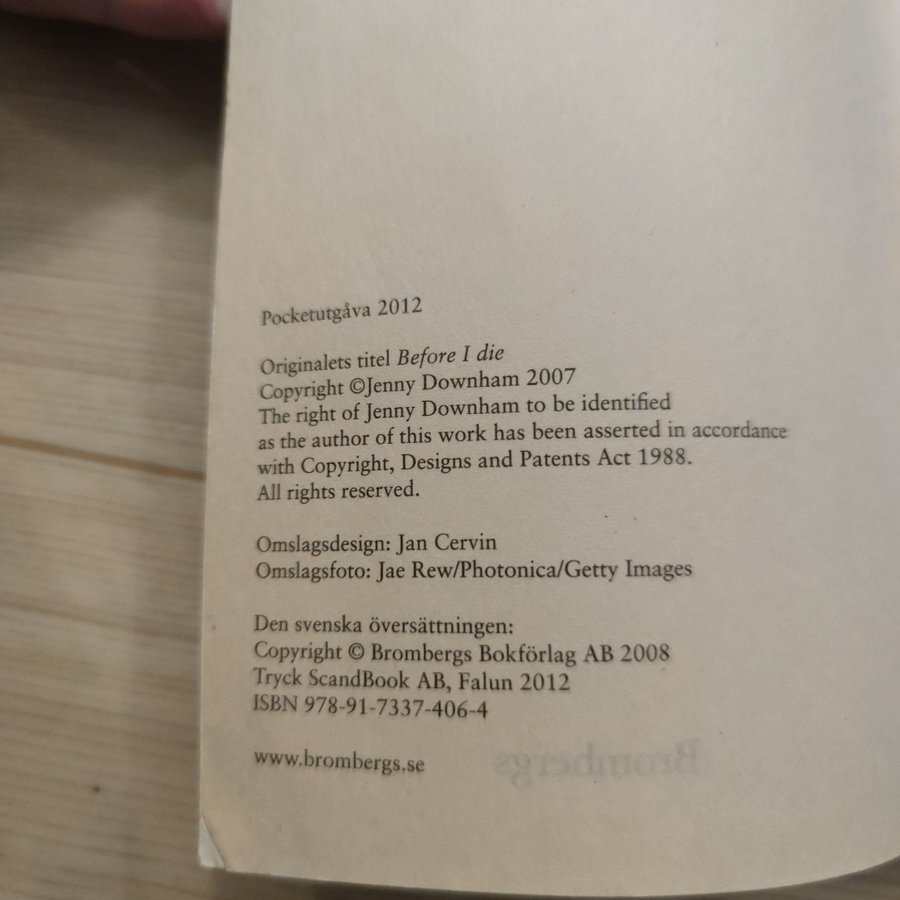 Pocketutgåva 2012
Originalets titel Before I die
Copyright ©Jenny Downham 2007
The right of Jenny Downham to be identified
as the author of this work has been asserted in accordance
with Copyright, Designs and Patents Act 1988.
All rights reserved.
Omslagsdesign: Jan Cervin
Omslagsfoto: Jae Rew/Photonica/Getty Images
Den svenska översättningen:
Copyright © Brombergs Bokförlag AB 2008
Tryck ScandBook AB, Falun 2012
ISBN 978-91-7337-406-4
www.brombergs.se
Brombergs